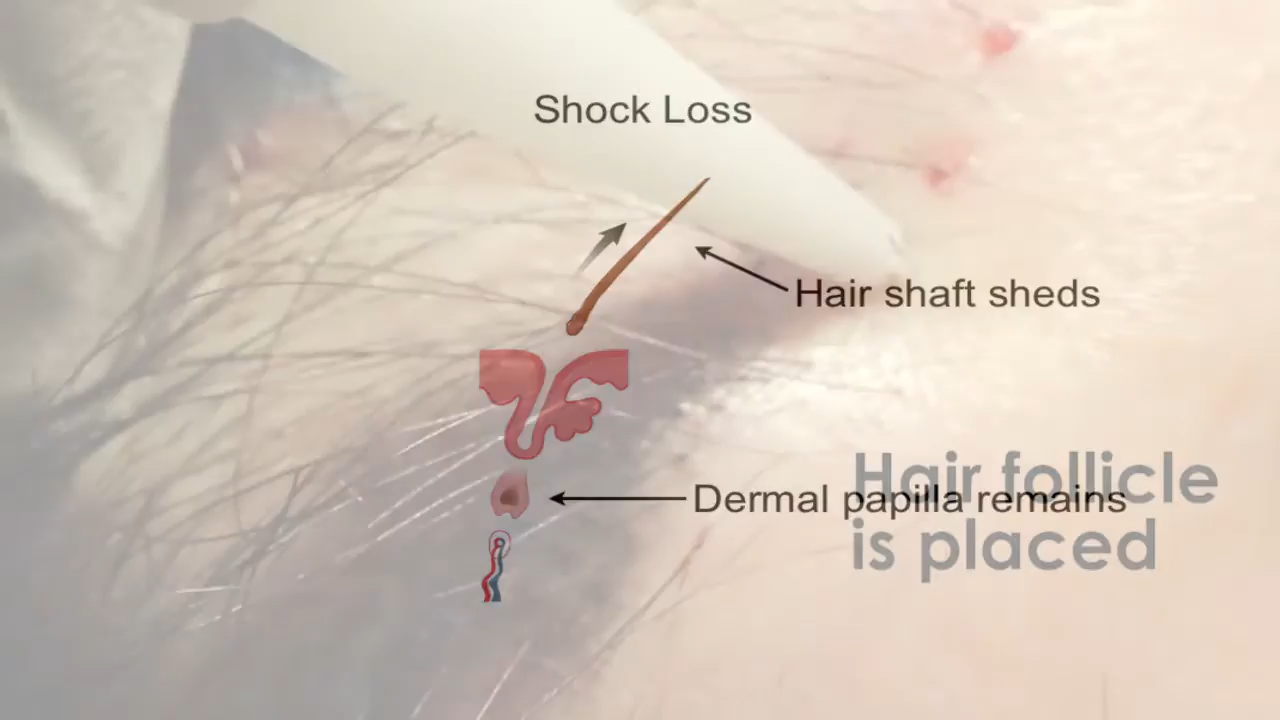 Shock Loss
Hair shaft sheds
Hair follicle
Dermal papilla remains
is placed